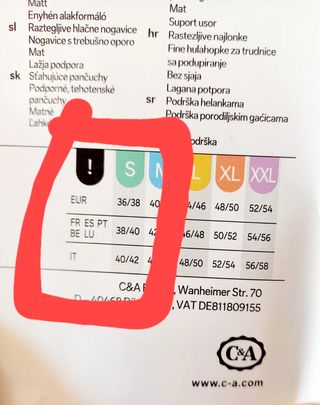 Matt
Enyhén alakformáló
sl Raztegljive hlačne nogavice
Nogavice s trebušno oporo
Mat
Lažja podpora
sk Sťahujúce pančuchy
Podporné, tehotenské
pančuchy
Matné
Mat
Suport usor
hr Rastezljive najlonke
Fine hulahopke za trudnice
sa podupiranje
Bez sjaja
Lagana potpora
sr Podrška helankama
Podrška porodiljskim gaćicama
! S L XL XXL
EUR 36/38 48/50 52/54
FR ES PT BE LU 38/40 46/48 50/52 54/56
IT 40/42 48/50 52/54 56/58
C&A Wanheimer Str. 70
VAT DE811809155
C&A
www.c-a.com